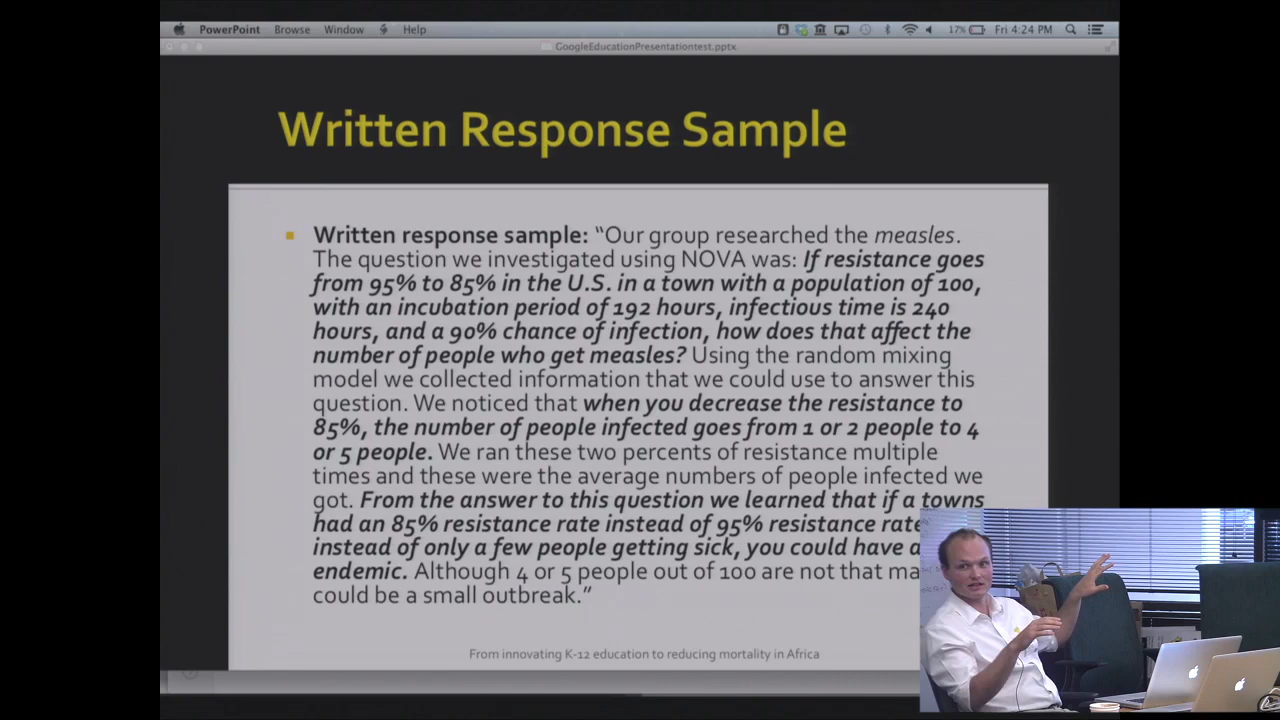 PowerPoint Browse Window Help 17% Fri 4:24 PM
GoogleEducationPresentationtest.pptx
Written Response Sample
Written response sample: “Our group researched the measles.
The question we investigated using NOVA was: If resistance goes
from 95% to 85% in the U.S. in a town with a population of 100,
with an incubation period of 192 hours, infectious time is 240
hours, and a 90% chance of infection, how does that affect the
number of people who get measles? Using the random mixing
model we collected information that we could use to answer this
question. We noticed that when you decrease the resistance to
85%, the number of people infected goes from 1 or 2 people to 4
or 5 people. We ran these two percents of resistance multiple
times and these were the average numbers of people infected we
got. From the answer to this question we learned that if a towns
had an 85% resistance rate instead of 95% resistance rate
instead of only a few people getting sick, you could have a
endemic. Although 4 or 5 people out of 100 are not that
could be a small outbreak.”
From innovating K-12 education to reducing mortality in Africa